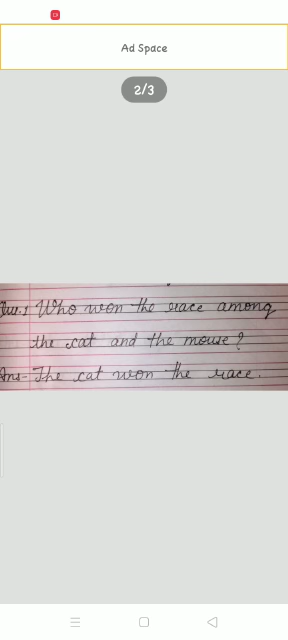 Ad Space
2/3
Que.1 Who won the race among
the cat and the mouse?
Ans- The cat won the race.